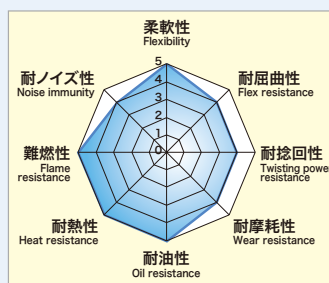 柔軟性
Flexibility
耐ノイズ性
Noise immunity
耐屈曲性
Flex resistance
5
4
3
2
1
0
難燃性
Flame
resistance
耐捻回性
Twisting power
resistance
耐熱性
Heat resistance
耐摩耗性
Wear resistance
耐油性
Oil resistance